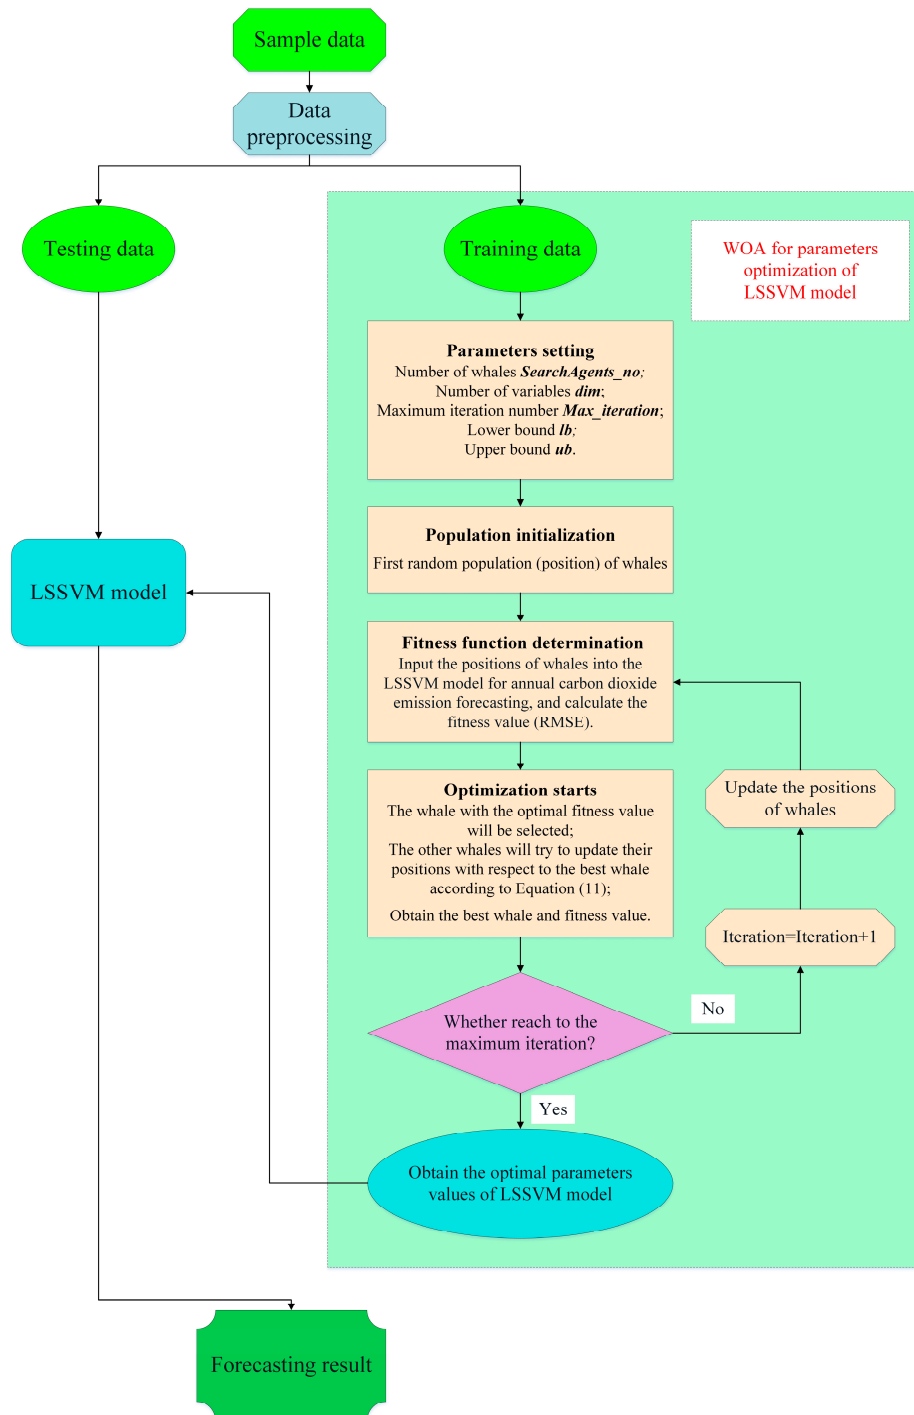 Sample data
Data
preprocessing
Testing data
Training data
WOA for parameters
optimization of
LSSVM model
Parameters setting
Number of whales SearchAgents_no;
Number of variables dim;
Maximum iteration number Max_iteration;
Lower bound lb;
Upper bound ub.
Population initialization
First random population (position) of whales
LSSVM model
Fitness function determination
Input the positions of whales into the
LSSVM model for annual carbon dioxide
emission forecasting, and calculate the
fitness value (RMSE).
Optimization starts
The whale with the optimal fitness value
will be selected;
The other whales will try to update their
positions with respect to the best whale
according to Equation (11);
Obtain the best whale and fitness value.
Update the positions
of whales
Iteration=Iteration+1
Whether reach to the
maximum iteration?
No
Yes
Obtain the optimal parameters
values of LSSVM model
Forecasting result